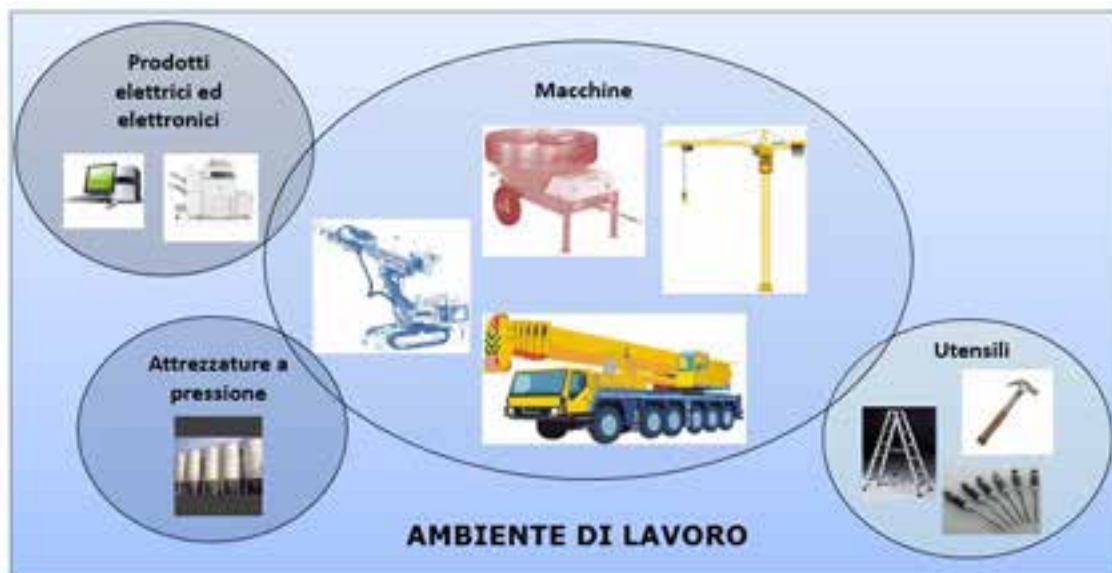 Prodotti
elettrici ed
elettronici
Macchine
Attrezzature a
pressione
Utensili
AMBIENTE DI LAVORO